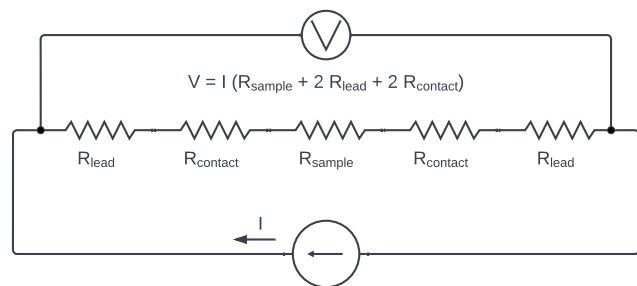 V
V = I (Rsample + 2 Rlead + 2 Rcontact)
Rlead Rcontact Rsample Rcontact Rlead
I